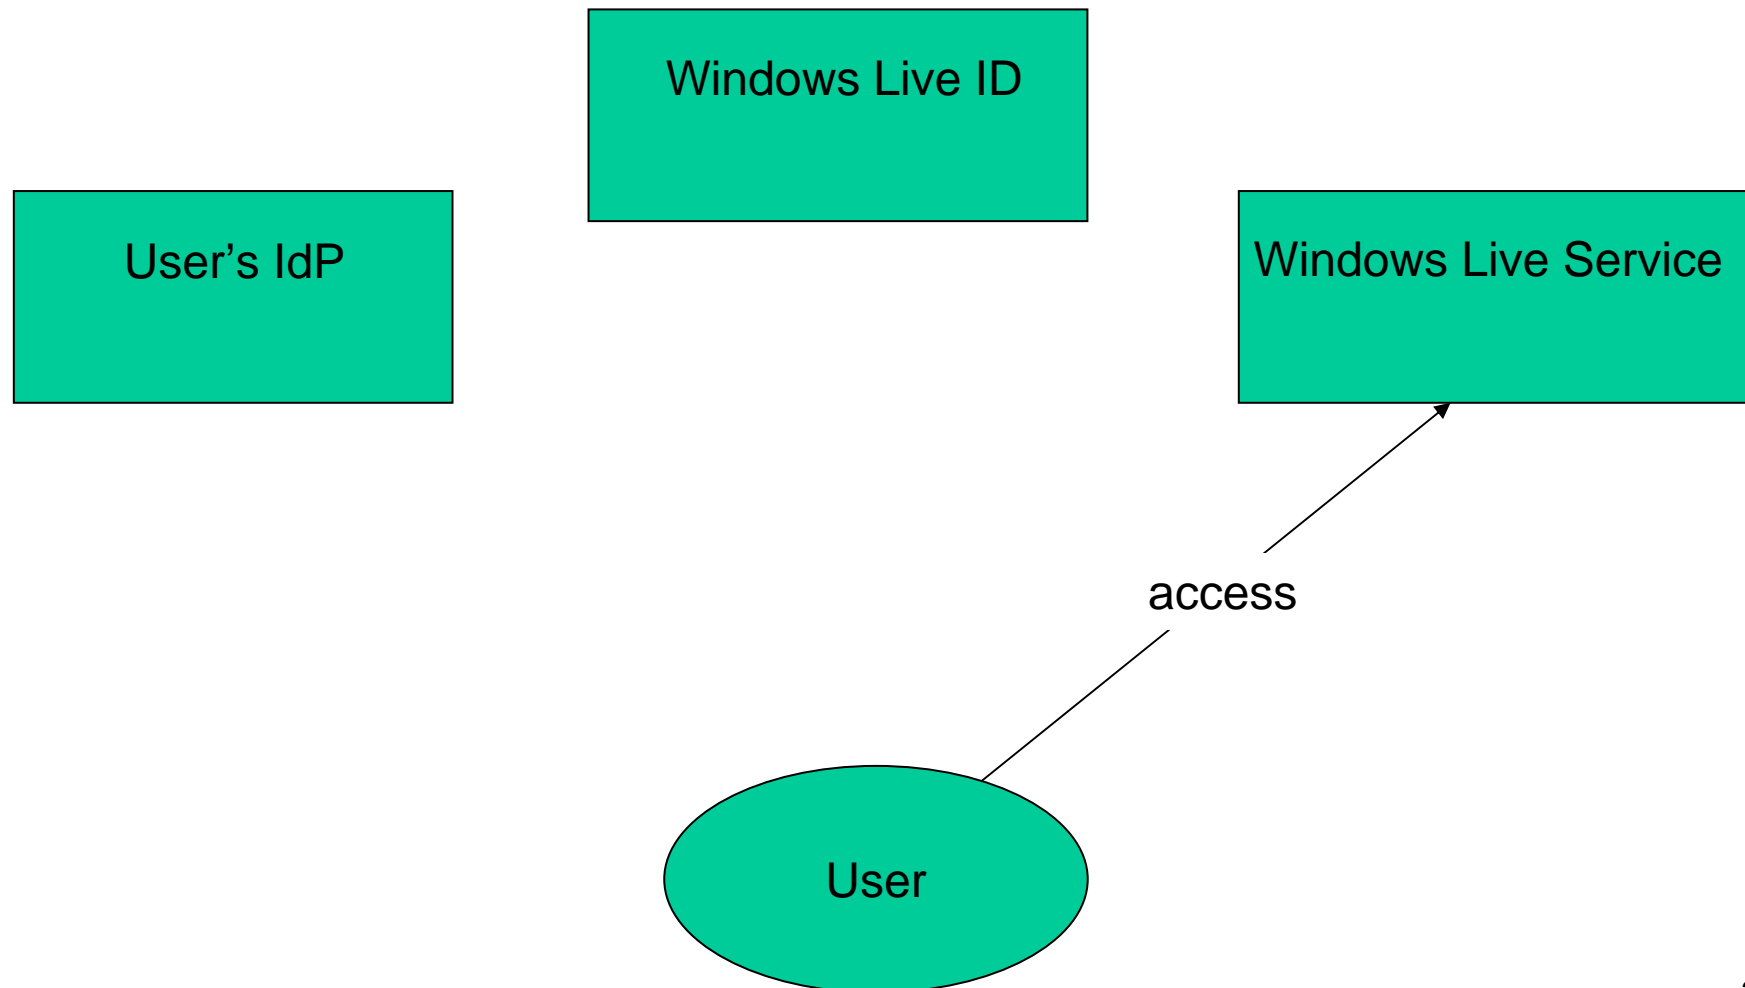 Windows Live ID
User’s IdP
Windows Live Service
access
User